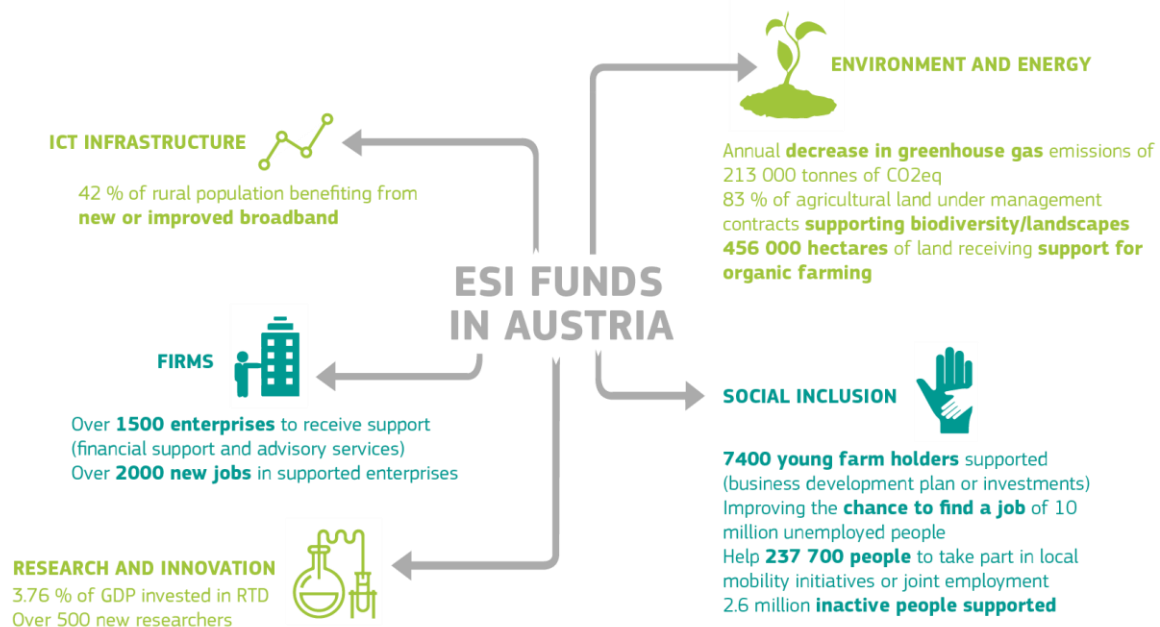 ESI FUNDS
IN AUSTRIA
ICT INFRASTRUCTURE
42 % of rural population benefiting from
new or improved broadband
FIRMS
Over 1500 enterprises to receive support
(financial support and advisory services)
Over 2000 new jobs in supported enterprises
RESEARCH AND INNOVATION
3.76 % of GDP invested in RTD
Over 500 new researchers
ENVIRONMENT AND ENERGY
Annual decrease in greenhouse gas emissions of
213 000 tonnes of CO2eq
83 % of agricultural land under management
contracts supporting biodiversity/landscapes
456 000 hectares of land receiving support for
organic farming
SOCIAL INCLUSION
7400 young farm holders supported
(business development plan or investments)
Improving the chance to find a job of 10
million unemployed people
Help 237 700 people to take part in local
mobility initiatives or joint employment
2.6 million inactive people supported